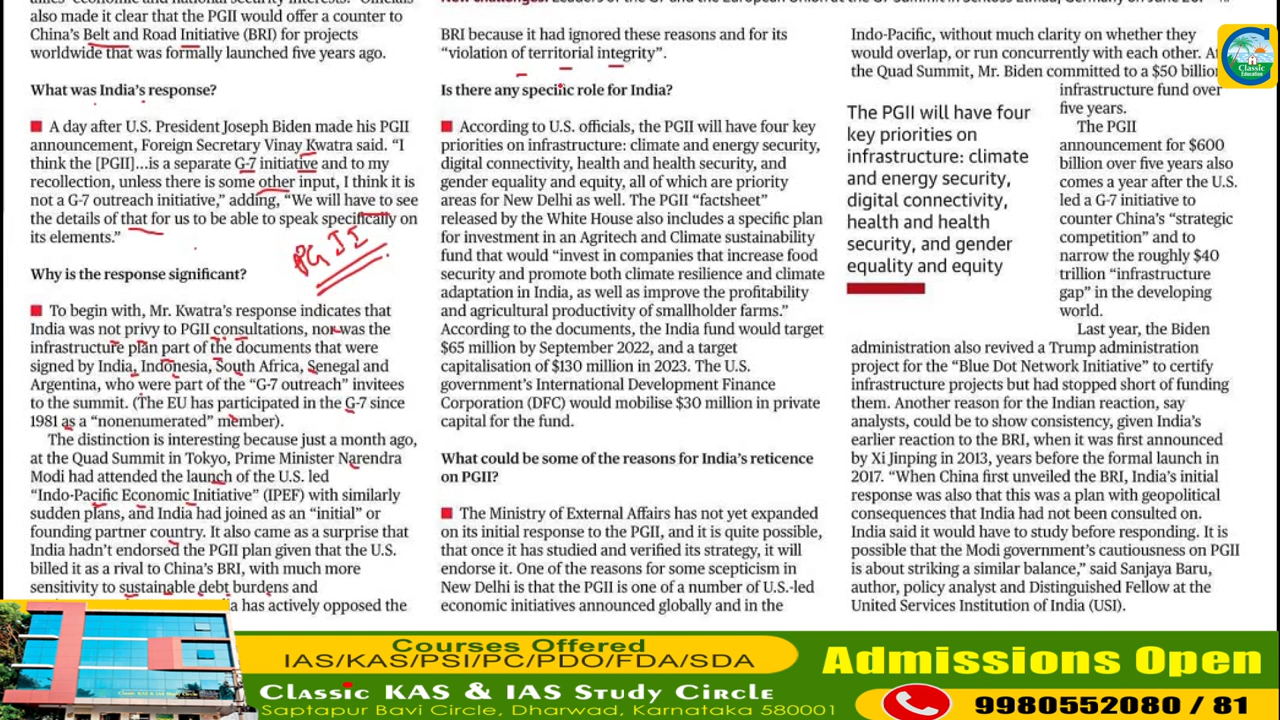 allies' economic and national security interests." Officials
also made it clear that the PGII would offer a counter to
China's Belt and Road Initiative (BRI) for projects
worldwide that was formally launched five years ago.
What was India's response?
■ A day after U.S. President Joseph Biden made his PGII
announcement, Foreign Secretary Vinay Kwatra said. "I
think the [PGII]...is a separate G-7 initiative and to my
recollection, unless there is some other input, I think it is
not a G-7 outreach initiative," adding, "We will have to see
the details of that for us to be able to speak specifically on
its elements."
PGII
Why is the response significant?
■ To begin with, Mr. Kwatra's response indicates that
India was not privy to PGII consultations, nor was the
infrastructure plan part of the documents that were
signed by India, Indonesia, South Africa, Senegal and
Argentina, who were part of the "G-7 outreach" invitees
to the summit. (The EU has participated in the G-7 since
1981 as a "nonenumerated" member).
The distinction is interesting because just a month ago,
at the Quad Summit in Tokyo, Prime Minister Narendra
Modi had attended the launch of the U.S. led
"Indo-Pacific Economic Initiative" (IPEF) with similarly
sudden plans, and India had joined as an "initial" or
founding partner country. It also came as a surprise that
India hadn't endorsed the PGII plan given that the U.S.
billed it as a rival to China's BRI, with much more
sensitivity to sustainable debt burdens and
has actively opposed the
New challenges: Leaders of the G7 and the European Union at the G7 Summit in Schloss Elmau, Germany on June 26.
BRI because it had ignored these reasons and for its
"violation of territorial integrity".
Is there any specific role for India?
■ According to U.S. officials, the PGII will have four key
priorities on infrastructure: climate and energy security,
digital connectivity, health and health security, and
gender equality and equity, all of which are priority
areas for New Delhi as well. The PGII "factsheet"
released by the White House also includes a specific plan
for investment in an Agritech and Climate sustainability
fund that would "invest in companies that increase food
security and promote both climate resilience and climate
adaptation in India, as well as improve the profitability
and agricultural productivity of smallholder farms."
According to the documents, the India fund would target
$65 million by September 2022, and a target
capitalisation of $130 million in 2023. The U.S.
government's International Development Finance
Corporation (DFC) would mobilise $30 million in private
capital for the fund.
What could be some of the reasons for India's reticence
on PGII?
■ The Ministry of External Affairs has not yet expanded
on its initial response to the PGII, and it is quite possible,
that once it has studied and verified its strategy, it will
endorse it. One of the reasons for some scepticism in
New Delhi is that the PGII is one of a number of U.S.-led
economic initiatives announced globally and in the
Indo-Pacific, without much clarity on whether they
would overlap, or run concurrently with each other. At
the Quad Summit, Mr. Biden committed to a $50 billion
infrastructure fund over
five years.
The PGII
announcement for $600
billion over five years also
comes a year after the U.S.
led a G-7 initiative to
counter China's "strategic
competition" and to
narrow the roughly $40
trillion "infrastructure
gap" in the developing
world.
The PGII will have four
key priorities on
infrastructure: climate
and energy security,
digital connectivity,
health and health
security, and gender
equality and equity
Last year, the Biden
administration also revived a Trump administration
project for the "Blue Dot Network Initiative" to certify
infrastructure projects but had stopped short of funding
them. Another reason for the Indian reaction, say
analysts, could be to show consistency, given India's
earlier reaction to the BRI, when it was first announced
by Xi Jinping in 2013, years before the formal launch in
2017. "When China first unveiled the BRI, India's initial
response was also that this was a plan with geopolitical
consequences that India had not been consulted on.
India said it would have to study before responding. It is
possible that the Modi government's cautiousness on PGII
is about striking a similar balance," said Sanjaya Baru,
author, policy analyst and Distinguished Fellow at the
United Services Institution of India (USI).
Classic
Education
Courses Offered
IAS/KAS/PSI/PC/PDO/FDA/SDA
Classic KAS & IAS Study Circle
Saptapur Bavi Circle, Dharwad, Karnataka 580001
Admissions Open
9980552080 / 81